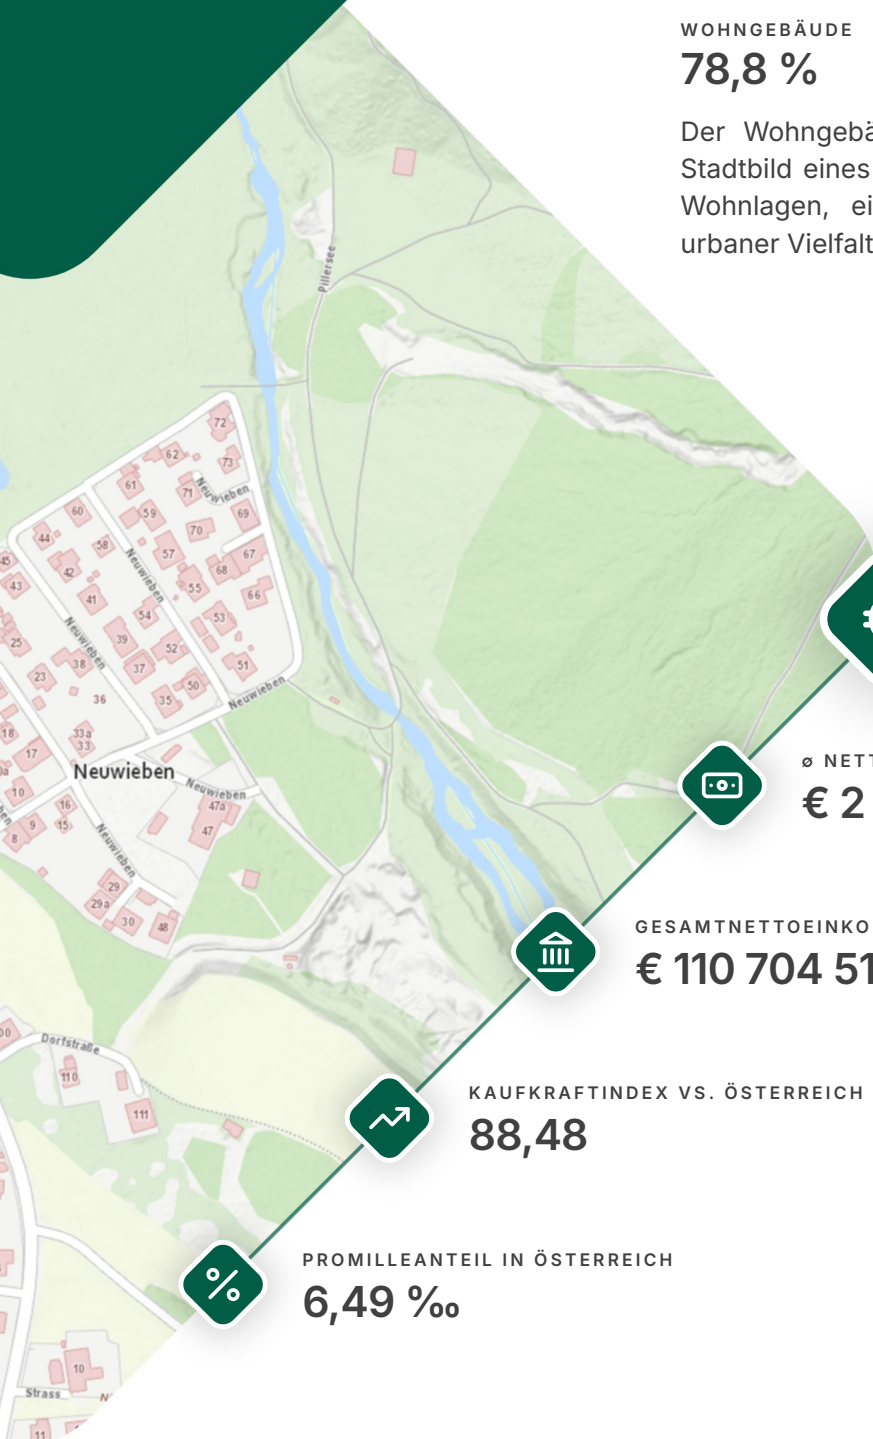 WOHNGEBÄUDE
78,8 %
Der Wohngebä
Stadtbild eines
Wohnlagen, ei
urbaner Vielfalt
Pillersee
72
62
73
61
71
Neuwieben
60
59
69
44
70
58
57
67
45
42
68
43
Neuwieben
55
66
41
54
53
25
Neuwieben
39
52
38
37
51
23
50
36
35
Neuwieben
18
33a
33
17
Neuwieben
Neuwieben
10
16
47a
9
15
47
8
Neuwieben
29
29a
30
48
ø NETT
€ 2
GESAMTNETTOEINKO
€ 110 704 51
Dorfstraße
110
111
KAUFKRAFTINDEX VS. ÖSTERREICH
88,48
PROMILLEANTEIL IN ÖSTERREICH
6,49 ‰
10
Strass
11